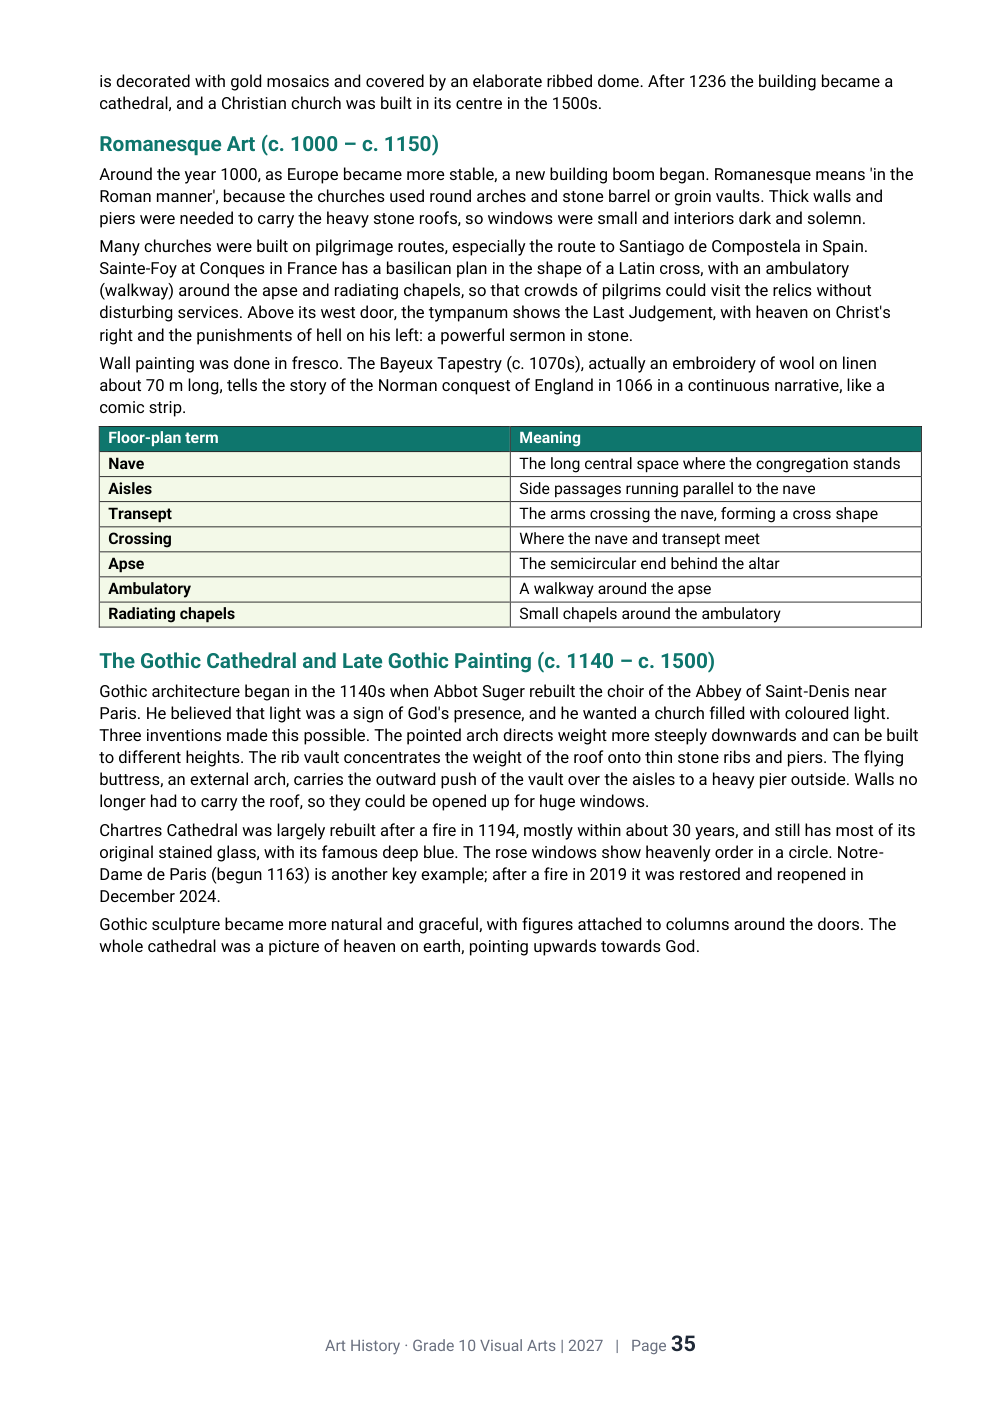 is decorated with gold mosaics and covered by an elaborate ribbed dome. After 1236 the building became a
cathedral, and a Christian church was built in its centre in the 1500s.
Romanesque Art (c. 1000 – c. 1150)
Around the year 1000, as Europe became more stable, a new building boom began. Romanesque means 'in the
Roman manner', because the churches used round arches and stone barrel or groin vaults. Thick walls and
piers were needed to carry the heavy stone roofs, so windows were small and interiors dark and solemn.
Many churches were built on pilgrimage routes, especially the route to Santiago de Compostela in Spain.
Sainte-Foy at Conques in France has a basilican plan in the shape of a Latin cross, with an ambulatory
(walkway) around the apse and radiating chapels, so that crowds of pilgrims could visit the relics without
disturbing services. Above its west door, the tympanum shows the Last Judgement, with heaven on Christ's
right and the punishments of hell on his left: a powerful sermon in stone.
Wall painting was done in fresco. The Bayeux Tapestry (c. 1070s), actually an embroidery of wool on linen
about 70 m long, tells the story of the Norman conquest of England in 1066 in a continuous narrative, like a
comic strip.
Floor-plan term Meaning
Nave The long central space where the congregation stands
Aisles Side passages running parallel to the nave
Transept The arms crossing the nave, forming a cross shape
Crossing Where the nave and transept meet
Apse The semicircular end behind the altar
Ambulatory A walkway around the apse
Radiating chapels Small chapels around the ambulatory
The Gothic Cathedral and Late Gothic Painting (c. 1140 – c. 1500)
Gothic architecture began in the 1140s when Abbot Suger rebuilt the choir of the Abbey of Saint-Denis near
Paris. He believed that light was a sign of God's presence, and he wanted a church filled with coloured light.
Three inventions made this possible. The pointed arch directs weight more steeply downwards and can be built
to different heights. The rib vault concentrates the weight of the roof onto thin stone ribs and piers. The flying
buttress, an external arch, carries the outward push of the vault over the aisles to a heavy pier outside. Walls no
longer had to carry the roof, so they could be opened up for huge windows.
Chartres Cathedral was largely rebuilt after a fire in 1194, mostly within about 30 years, and still has most of its
original stained glass, with its famous deep blue. The rose windows show heavenly order in a circle. Notre-
Dame de Paris (begun 1163) is another key example; after a fire in 2019 it was restored and reopened in
December 2024.
Gothic sculpture became more natural and graceful, with figures attached to columns around the doors. The
whole cathedral was a picture of heaven on earth, pointing upwards towards God.
Art History · Grade 10 Visual Arts | 2027 | Page 35